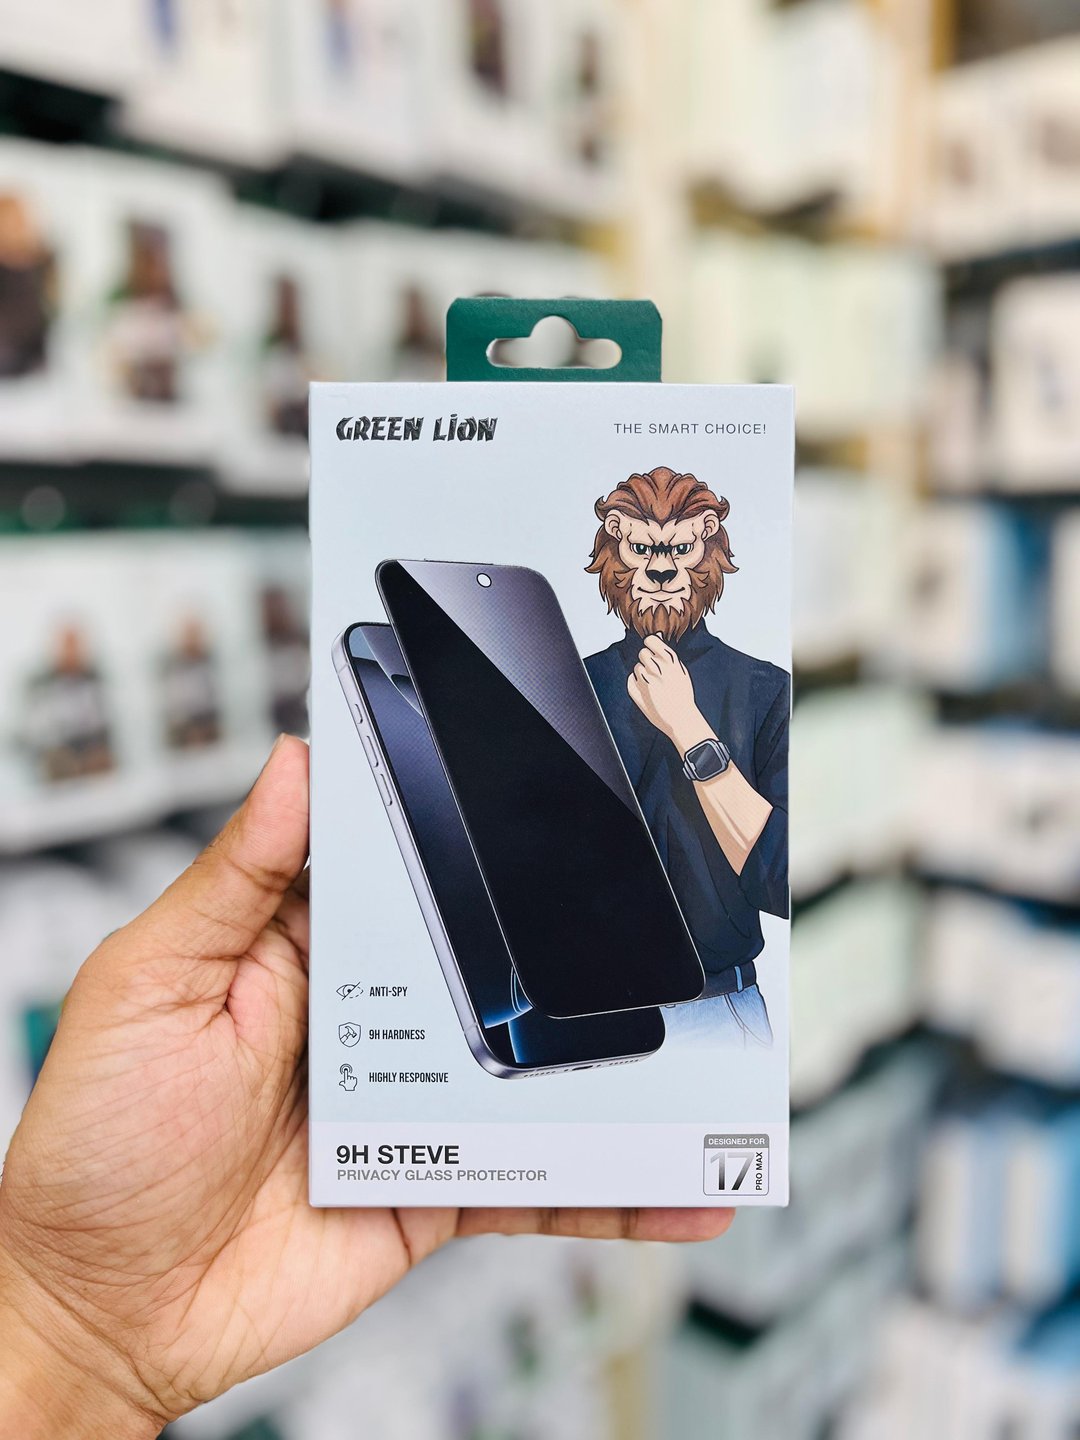 GREEN LION
THE SMART CHOICE!
ANTI-SPY
9H HARDNESS
HIGHLY RESPONSIVE
9H STEVE
PRIVACY GLASS PROTECTOR
DESIGNED FOR
17
PRO MAX